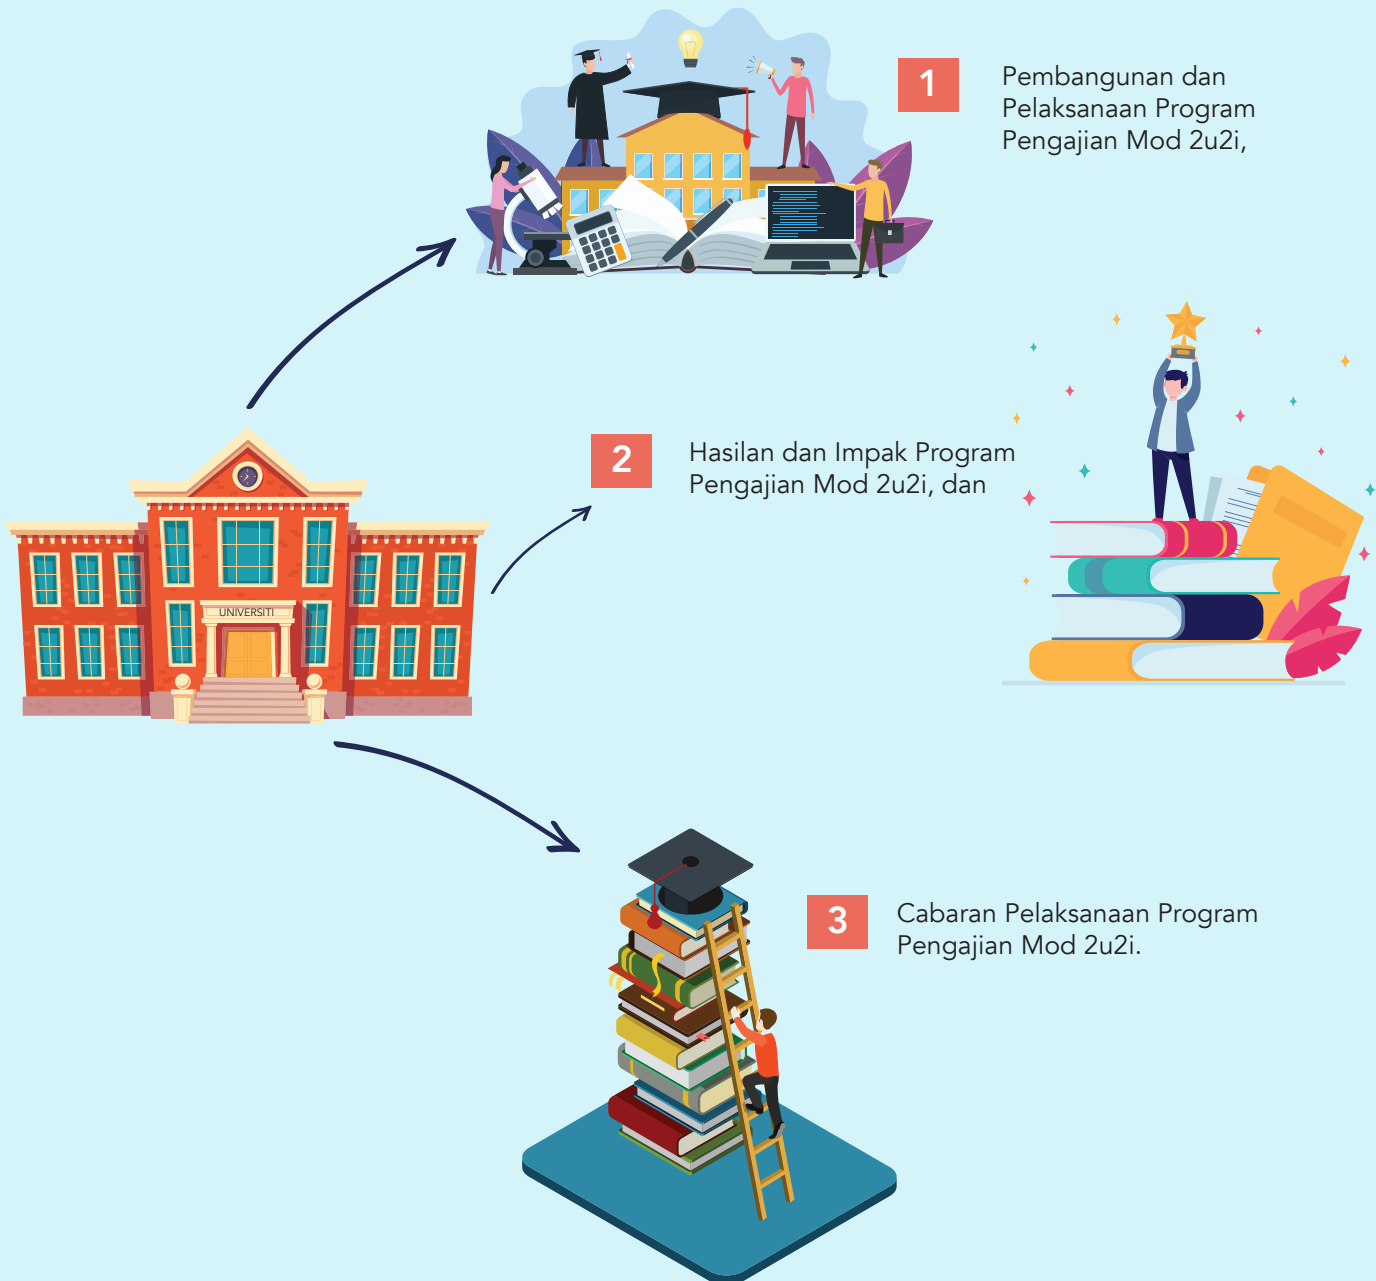 1
Pembangunan dan
Pelaksanaan Program
Pengajian Mod 2u2i,
2
Hasilan dan Impak Program
Pengajian Mod 2u2i, dan
UNIVERSITI
3
Cabaran Pelaksanaan Program
Pengajian Mod 2u2i.